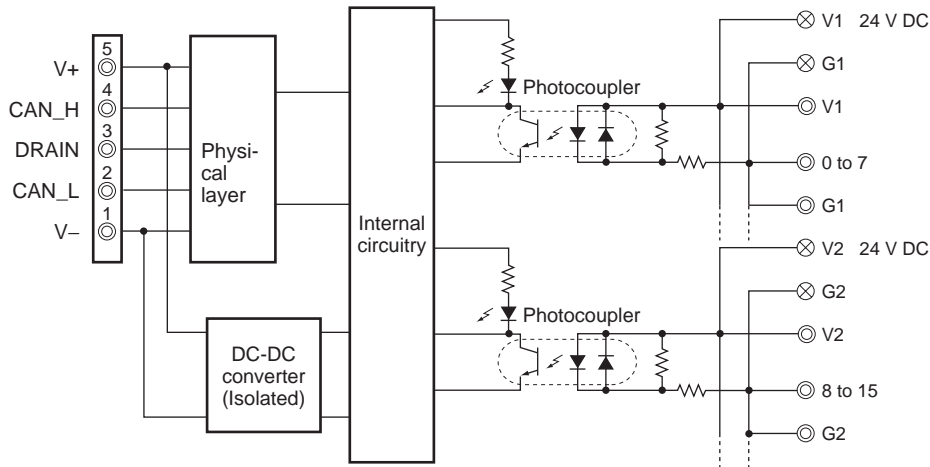 5
V+
4
CAN_H
3
DRAIN
2
CAN_L
1
V–
Physi-
cal
layer
DC-DC
converter
(Isolated)
Internal
circuitry
Photocoupler
V1 24 V DC
G1
V1
0 to 7
G1
Photocoupler
V2 24 V DC
G2
V2
8 to 15
G2